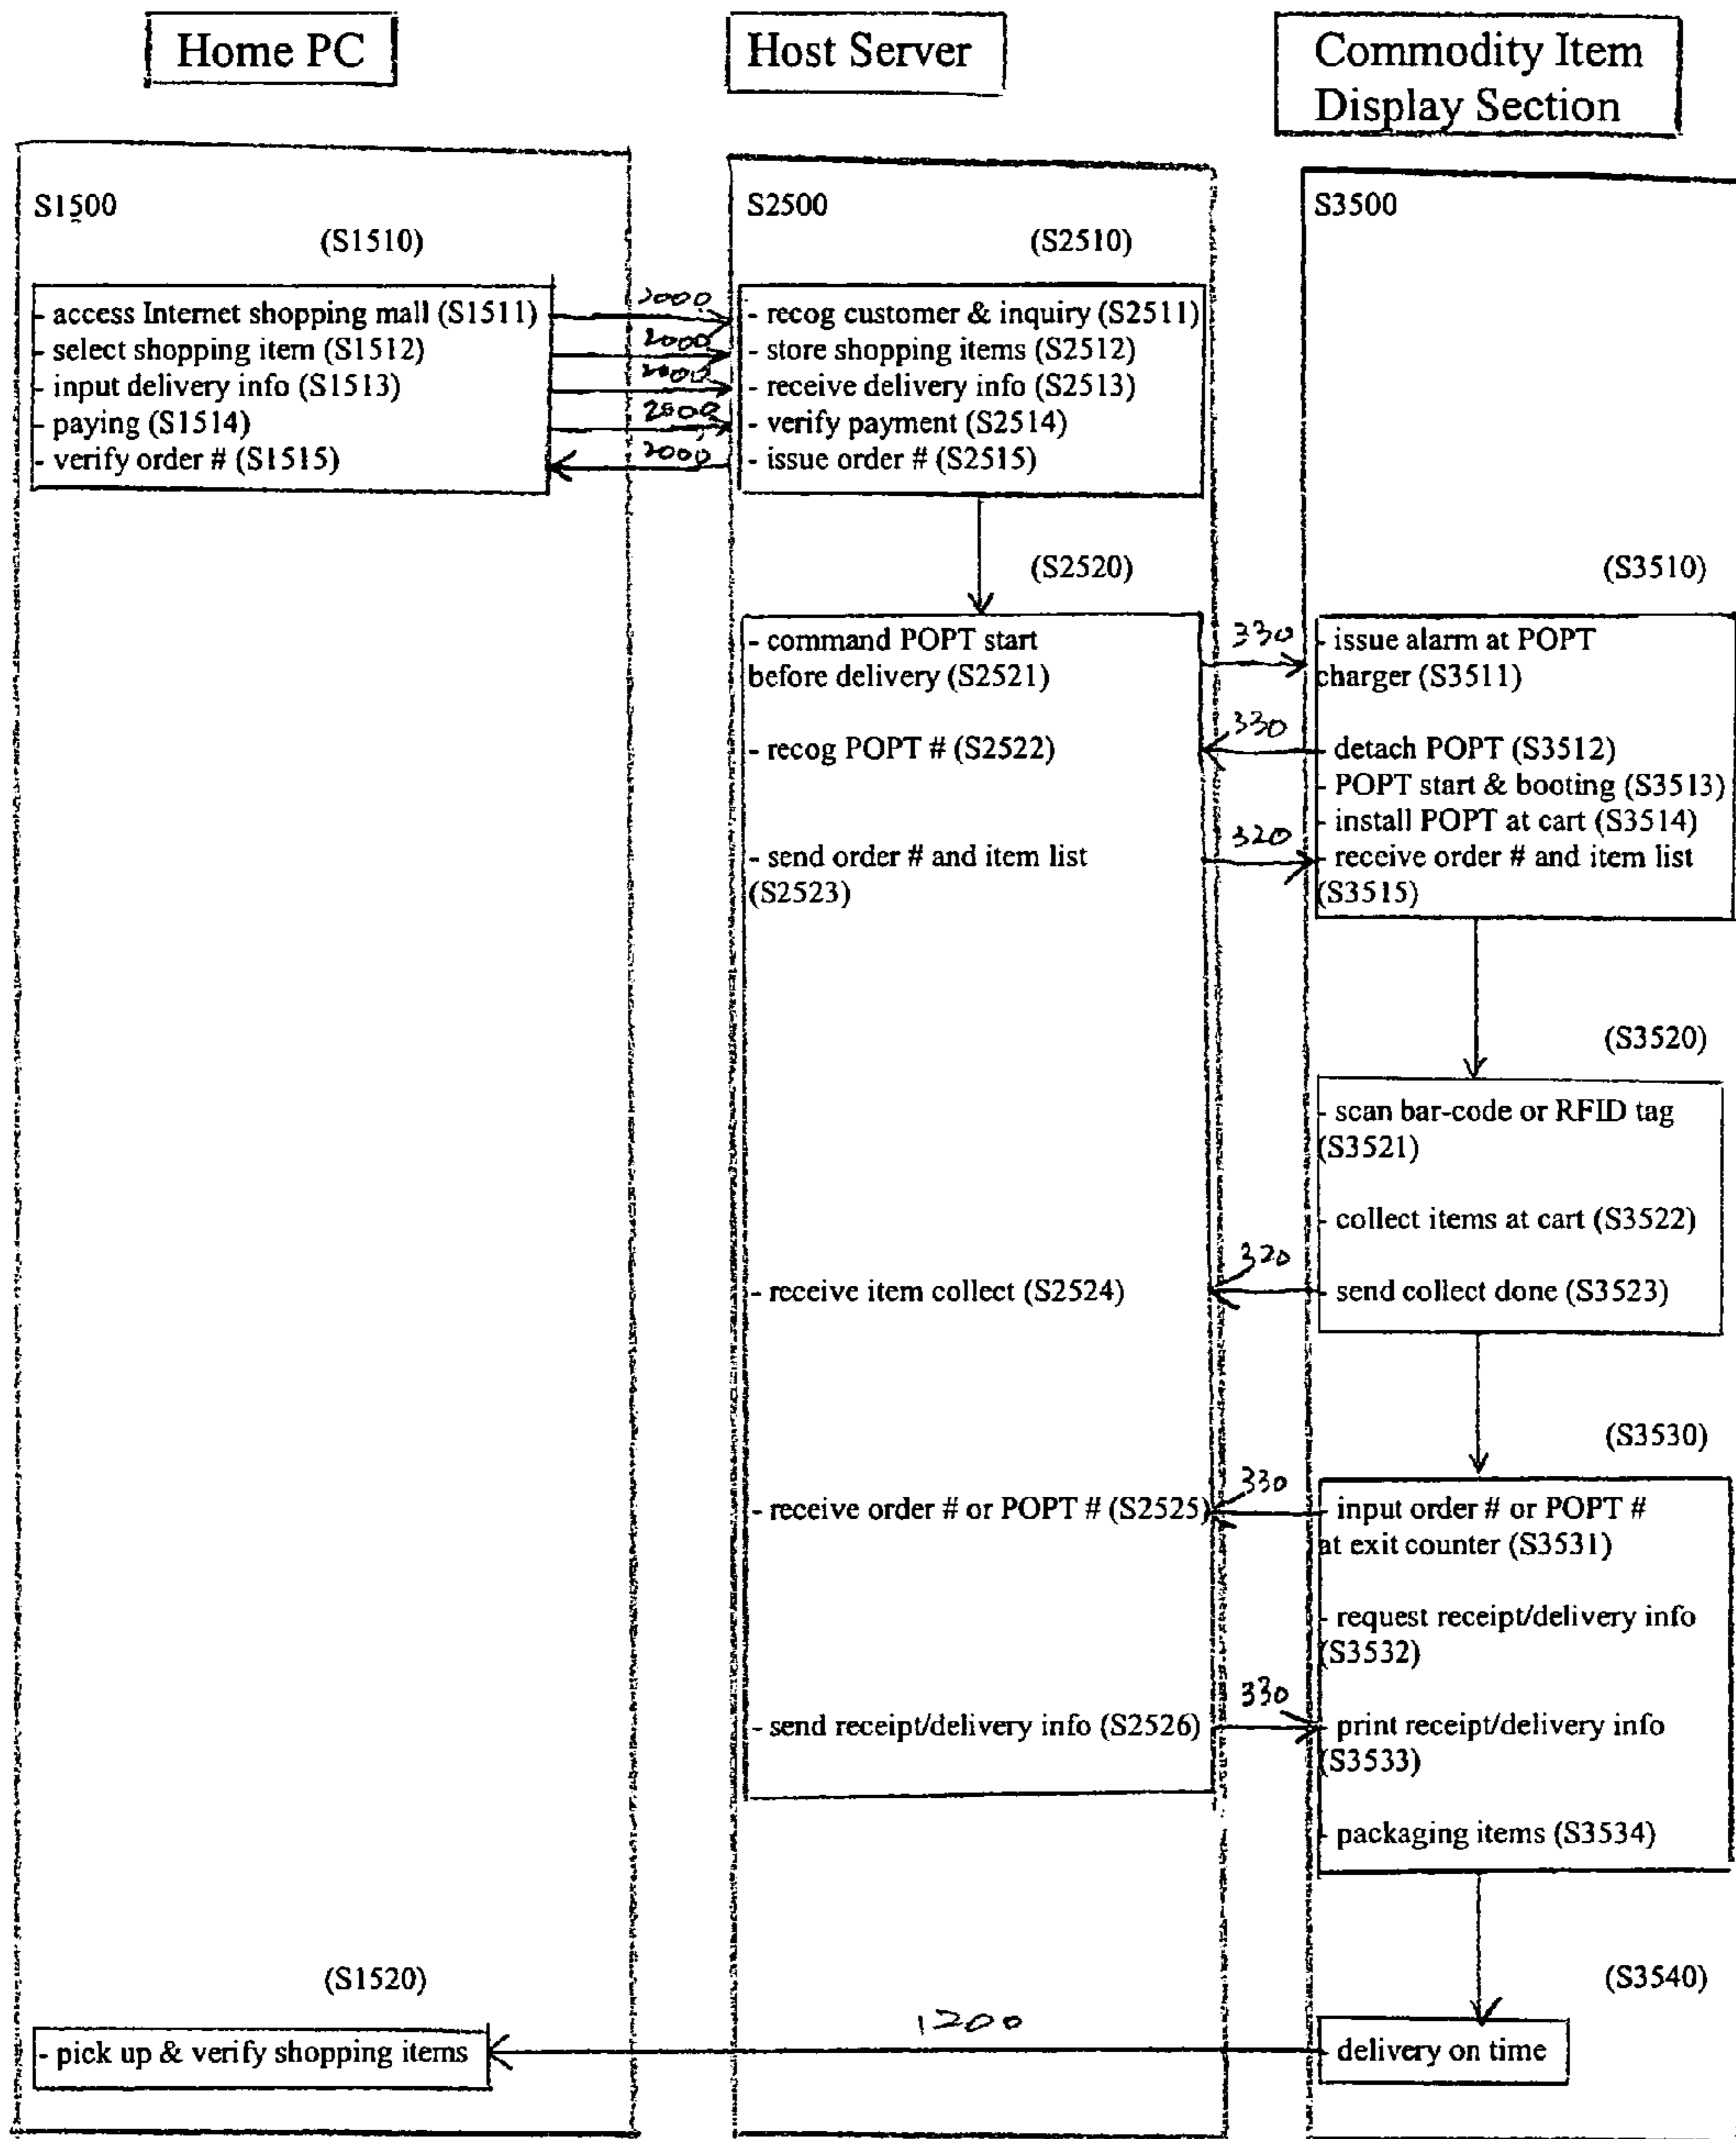 Home PC
Host Server
Commodity Item
Display Section
S1500
(S1510)
- access Internet shopping mall (S1511)
- select shopping item (S1512)
- input delivery info (S1513)
- paying (S1514)
- verify order # (S1515)
2000
2000
2000
2000
2000
S2500
(S2510)
- recog customer & inquiry (S2511)
- store shopping items (S2512)
- receive delivery info (S2513)
- verify payment (S2514)
- issue order # (S2515)
(S2520)
- command POPT start
before delivery (S2521)
- recog POPT # (S2522)
- send order # and item list
(S2523)
- receive item collect (S2524)
- receive order # or POPT # (S2525)
- send receipt/delivery info (S2526)
330
330
320
320
330
330
S3500
(S3510)
- issue alarm at POPT
charger (S3511)
- detach POPT (S3512)
- POPT start & booting (S3513)
- install POPT at cart (S3514)
- receive order # and item list
(S3515)
(S3520)
- scan bar-code or RFID tag
(S3521)
- collect items at cart (S3522)
- send collect done (S3523)
(S3530)
- input order # or POPT #
at exit counter (S3531)
- request receipt/delivery info
(S3532)
- print receipt/delivery info
(S3533)
- packaging items (S3534)
(S1520)
- pick up & verify shopping items
1200
(S3540)
- delivery on time